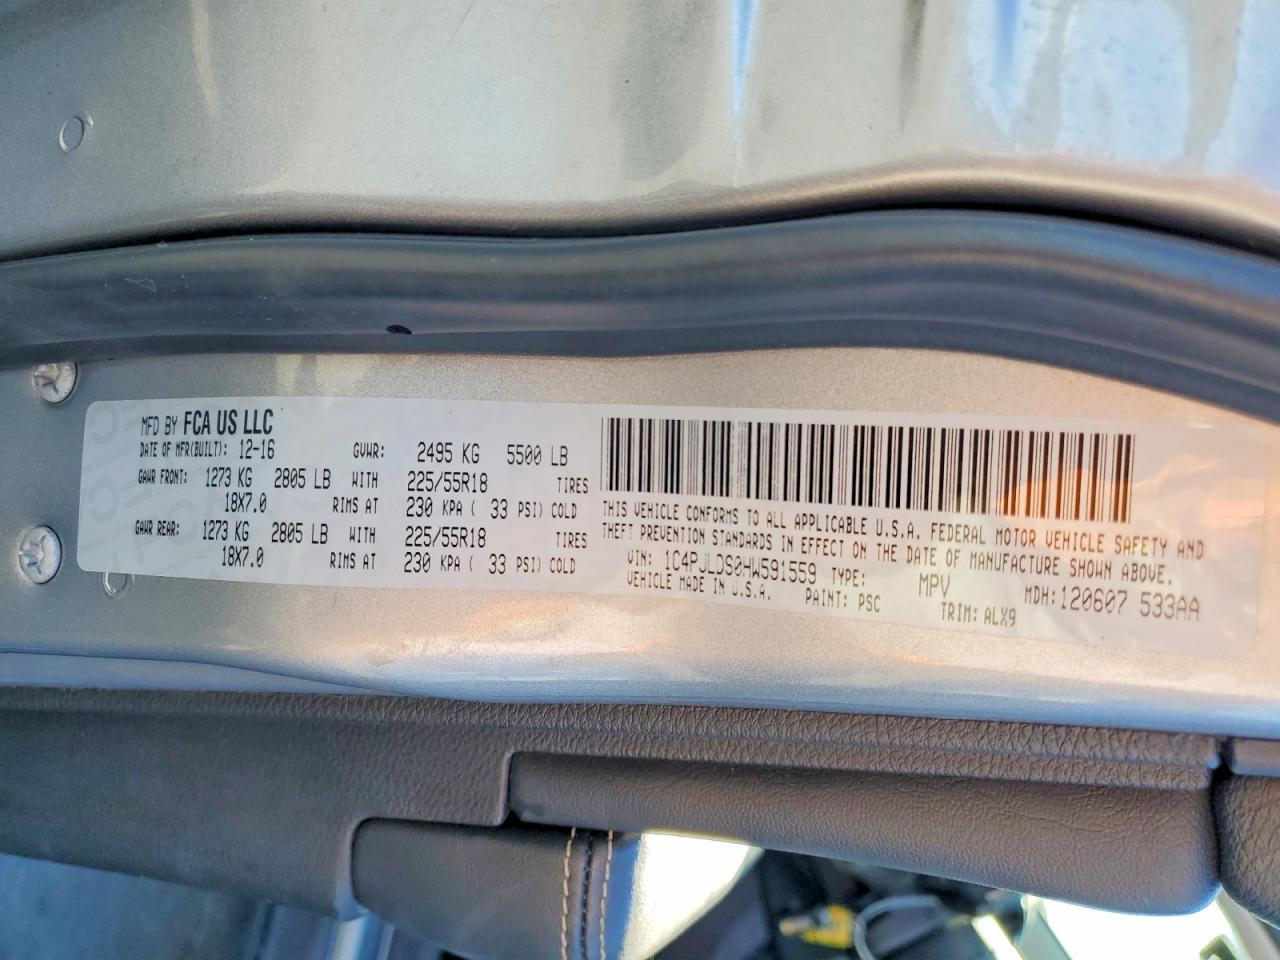 MFD BY FCA US LLC
DATE OF MFR(BUILT): 12-16 GVWR: 2495 KG 5500 LB
GAWR FRONT: 1273 KG 2805 LB WITH 225/55R18 TIRES
18X7.0 RIMS AT 230 KPA ( 33 PSI) COLD
GAWR REAR: 1273 KG 2805 LB WITH 225/55R18 TIRES
18X7.0 RIMS AT 230 KPA ( 33 PSI) COLD
THIS VEHICLE CONFORMS TO ALL APPLICABLE U.S.A. FEDERAL MOTOR VEHICLE SAFETY AND
THEFT PREVENTION STANDARDS IN EFFECT ON THE DATE OF MANUFACTURE SHOWN ABOVE.
VIN: 1C4PJLDS0HW591559 TYPE: MPV MDH:120607 533AA
VEHICLE MADE IN U.S.A. PAINT: PSC TRIM: ALX9